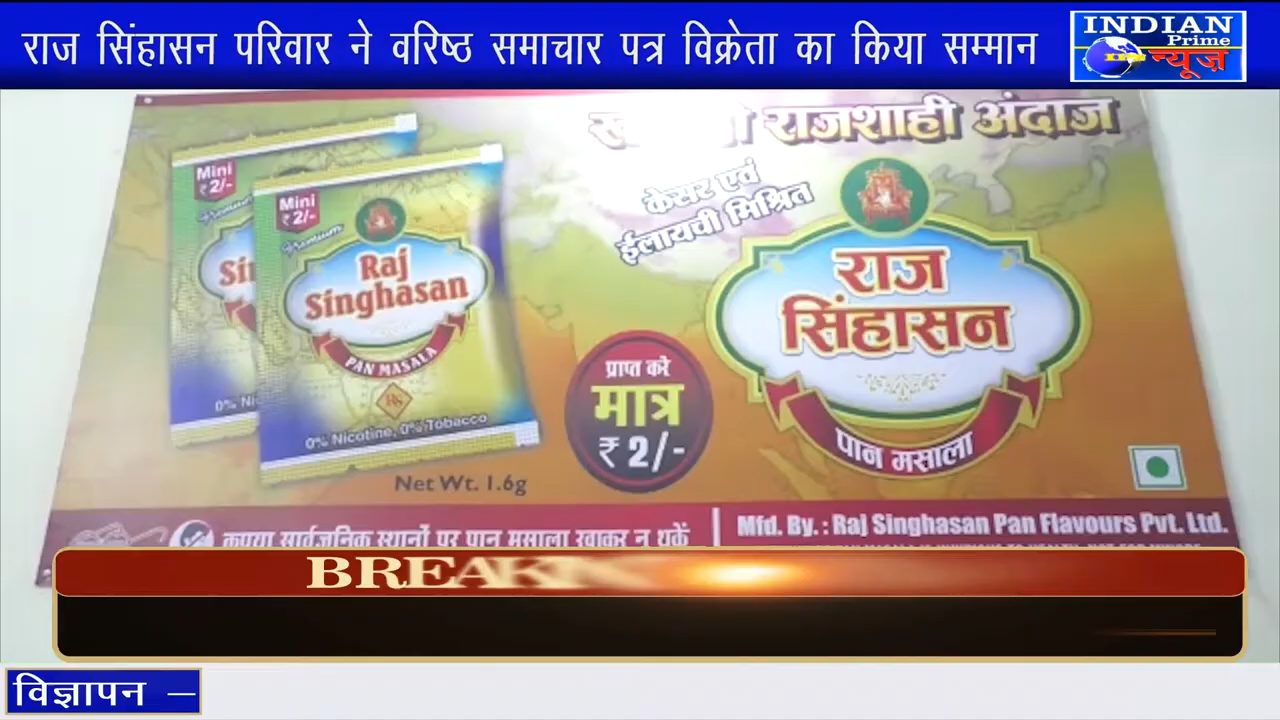 राज सिंहासन परिवार ने वरिष्ठ समाचार पत्र विक्रेता का किया सम्मान
INDIAN
Prime
न्यूज़
राजशाही अंदाज
केसर एवं
ईलायची मिश्रित
Mini
₹2/-
Mini
₹2/-
Premium
Raj
Singhasan
PAN MASALA
RS
0% Nicotine, 0% Tobacco
Net Wt. 1.6g
प्राप्त करे
मात्र
₹ 2/-
राज
सिंहासन
पान मसाला
कृपया सार्वजनिक स्थानों पर पान मसाला खाकर न थूकें
Mfd. By. : Raj Singhasan Pan Flavours Pvt. Ltd.
BREAK
विज्ञापन —